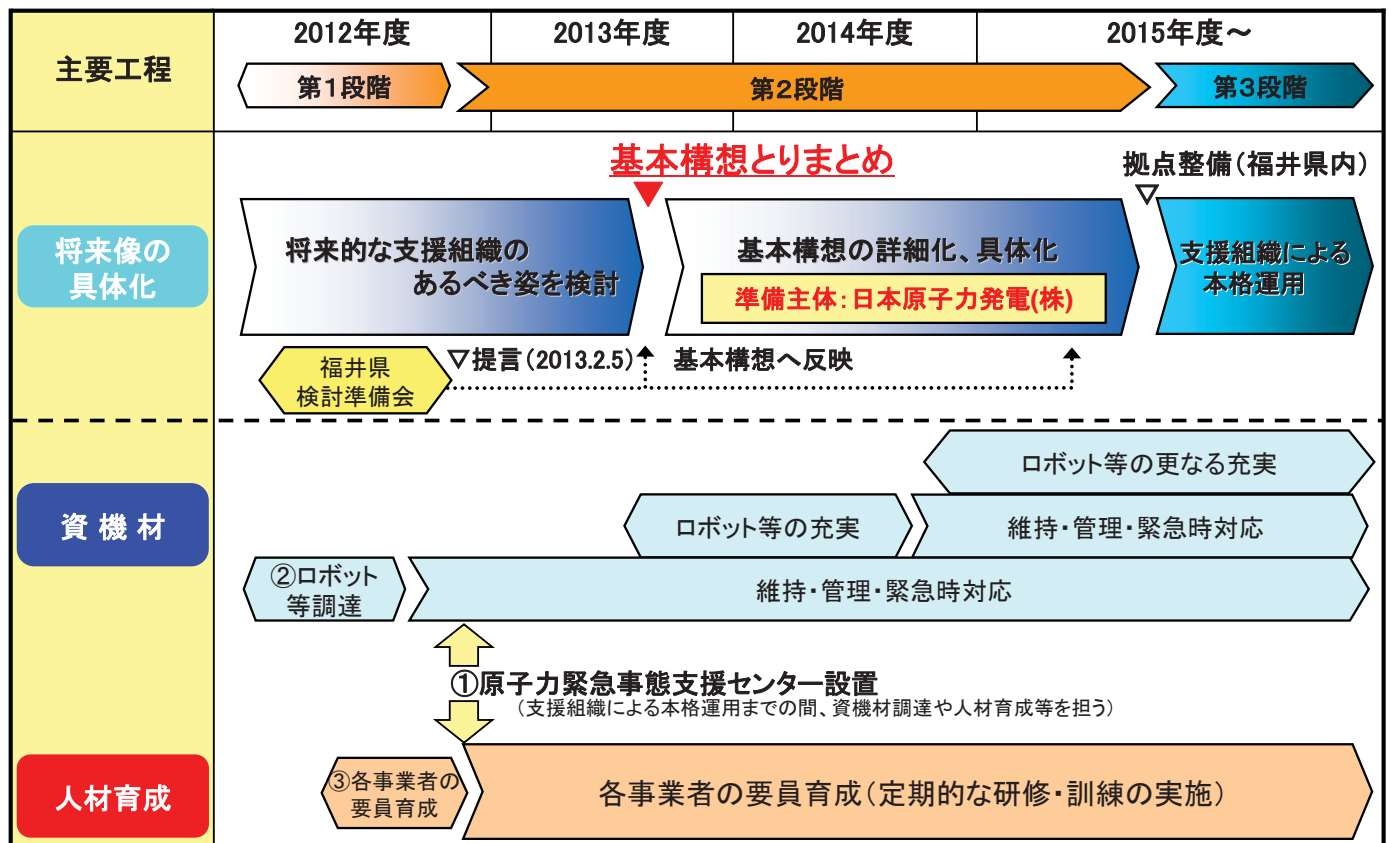 主要工程
2012年度
2013年度
2014年度
2015年度～
第１段階
第２段階
第３段階
将来像の
具体化
基本構想とりまとめ
拠点整備（福井県内）
▽
将来的な支援組織の
あるべき姿を検討
基本構想の詳細化、具体化
準備主体：日本原子力発電(株)
支援組織による
本格運用
福井県
検討準備会
▽提言（2013.2.5）
基本構想へ反映
資 機 材
ロボット等の更なる充実
ロボット等の充実
維持・管理・緊急時対応
②ロボット
等調達
維持・管理・緊急時対応
①原子力緊急事態支援センター設置
（支援組織による本格運用までの間、資機材調達や人材育成等を担う）
人材育成
③各事業者の
要員育成
各事業者の要員育成（定期的な研修・訓練の実施）